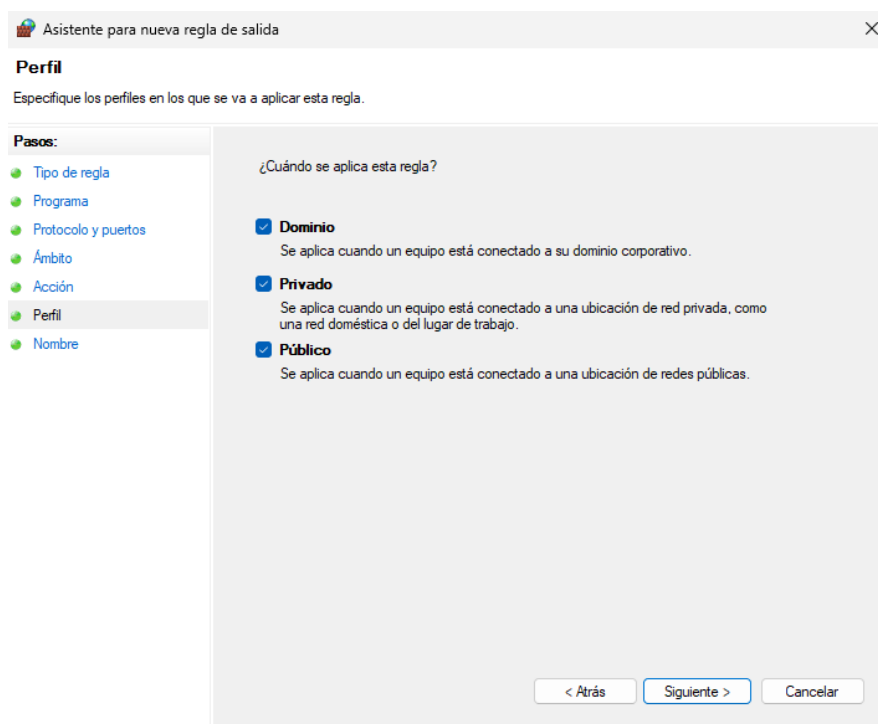 Asistente para nueva regla de salida
Perfil
Especifique los perfiles en los que se va a aplicar esta regla.
Pasos:
Tipo de regla
Programa
Protocolo y puertos
Ámbito
Acción
Perfil
Nombre
¿Cuándo se aplica esta regla?
Dominio
Se aplica cuando un equipo está conectado a su dominio corporativo.
Privado
Se aplica cuando un equipo está conectado a una ubicación de red privada, como
una red doméstica o del lugar de trabajo.
Público
Se aplica cuando un equipo está conectado a una ubicación de redes públicas.
< Atrás
Siguiente >
Cancelar